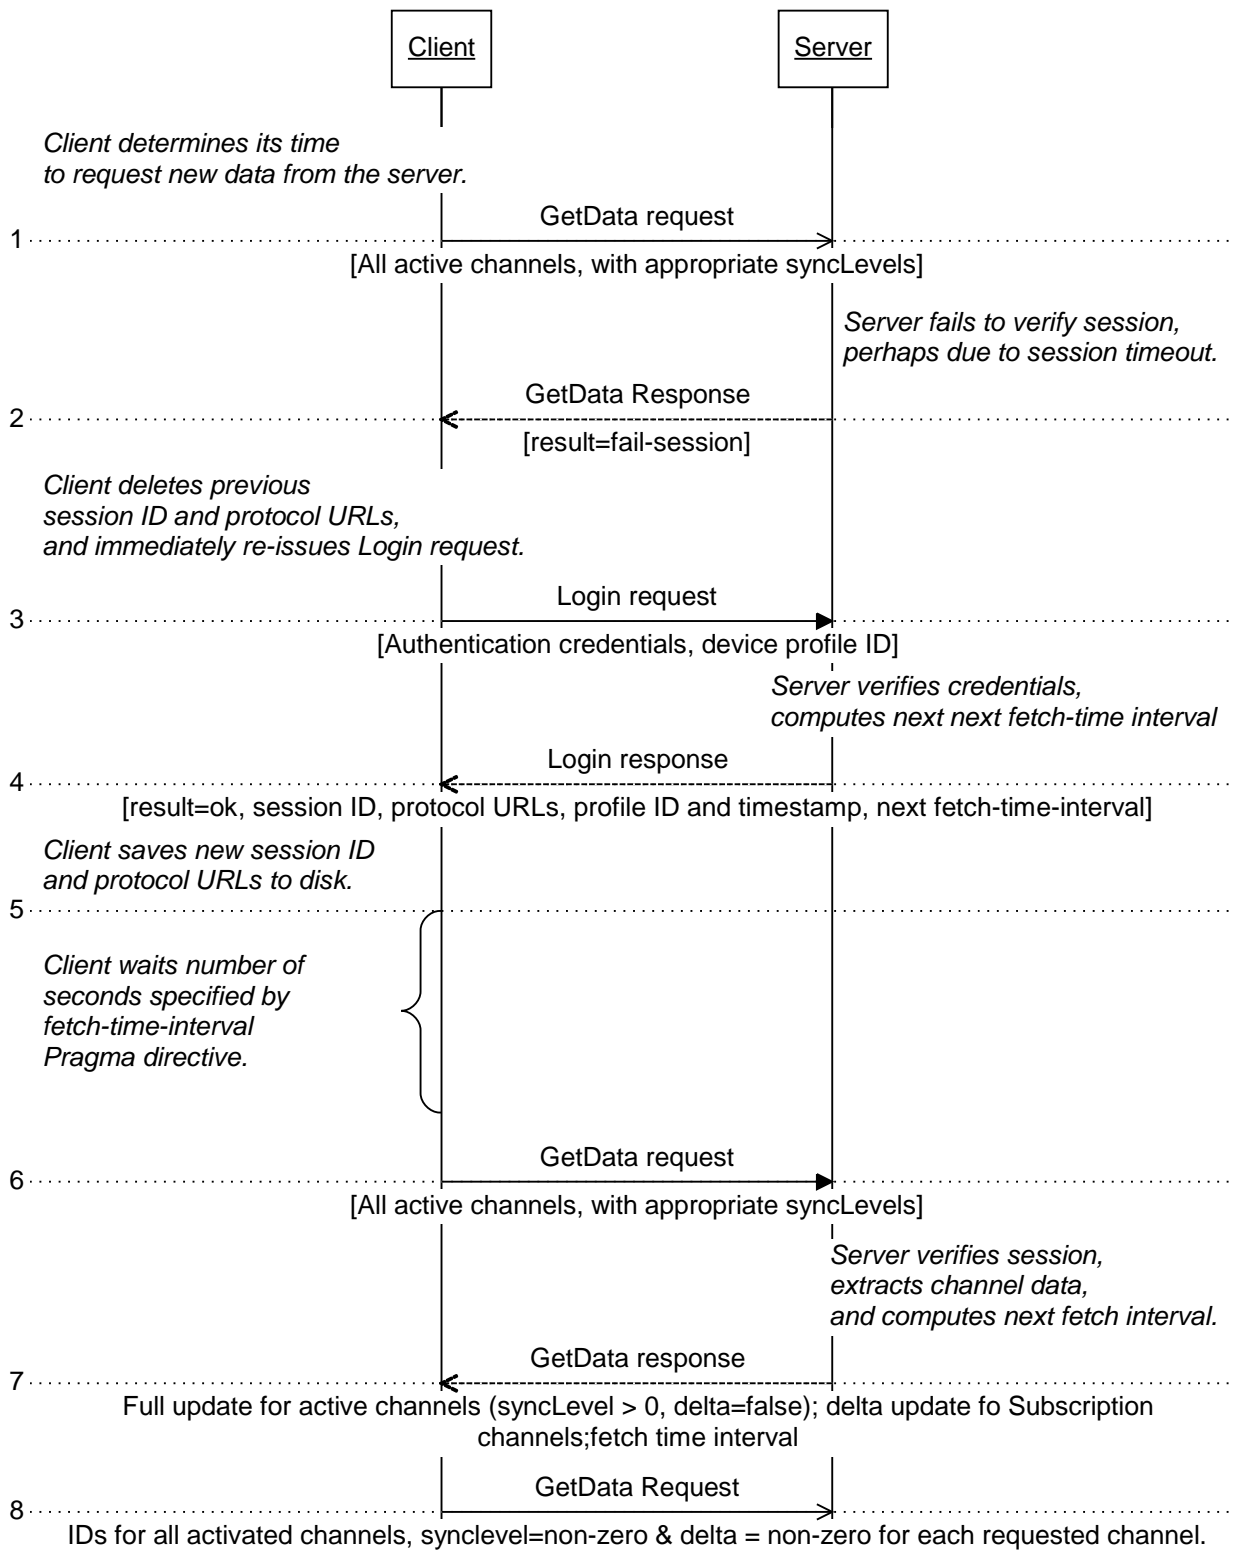 Client
Server
Client determines its time
to request new data from the server.
GetData request
1
[All active channels, with appropriate syncLevels]
Server fails to verify session,
perhaps due to session timeout.
GetData Response
2
[result=fail-session]
Client deletes previous
session ID and protocol URLs,
and immediately re-issues Login request.
Login request
3
[Authentication credentials, device profile ID]
Server verifies credentials,
computes next next fetch-time interval
Login response
4
[result=ok, session ID, protocol URLs, profile ID and timestamp, next fetch-time-interval]
Client saves new session ID
and protocol URLs to disk.
5
Client waits number of
seconds specified by
fetch-time-interval
Pragma directive.
GetData request
6
[All active channels, with appropriate syncLevels]
Server verifies session,
extracts channel data,
and computes next fetch interval.
GetData response
7
Full update for active channels (syncLevel > 0, delta=false); delta update fo Subscription
channels;fetch time interval
GetData Request
8
IDs for all activated channels, synclevel=non-zero & delta = non-zero for each requested channel.